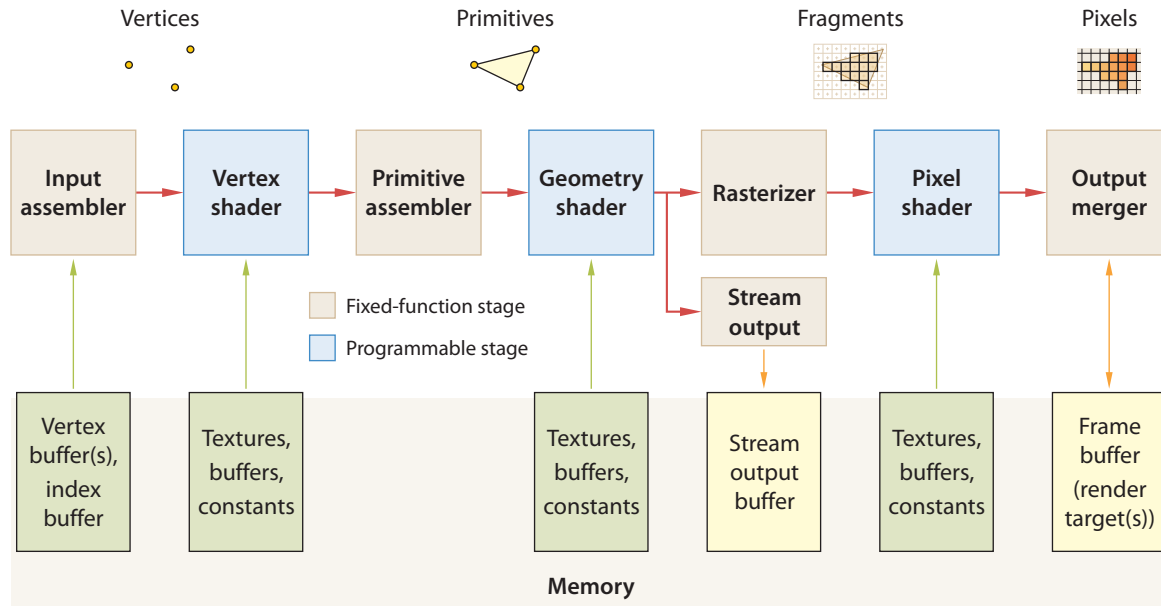 Vertices
Primitives
Fragments
Pixels
Input
assembler
Vertex
shader
Primitive
assembler
Geometry
shader
Rasterizer
Pixel
shader
Output
merger
Stream
output
Fixed-function stage
Programmable stage
Vertex
buffer(s),
index
buffer
Textures,
buffers,
constants
Textures,
buffers,
constants
Stream
output
buffer
Textures,
buffers,
constants
Frame
buffer
(render
target(s))
Memory